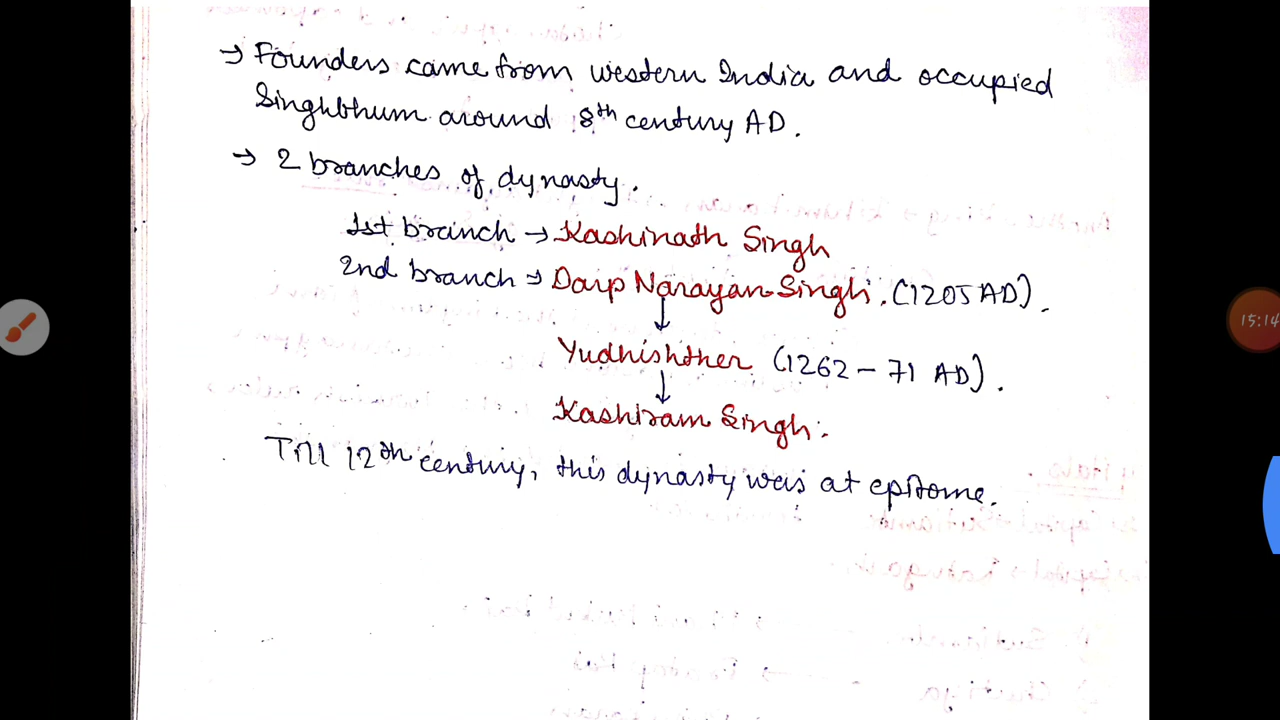 → Founders came from western India and occupied
Singhbhum around 8th century AD.
→ 2 branches of dynasty.
1st branch → Kashinath Singh
2nd branch → Darp Narayan Singh. (1205 AD).
↓
Yudhishther (1262 - 71 AD).
↓
Kashiram Singh.
Till 12th century, this dynasty was at epitome.
15:14